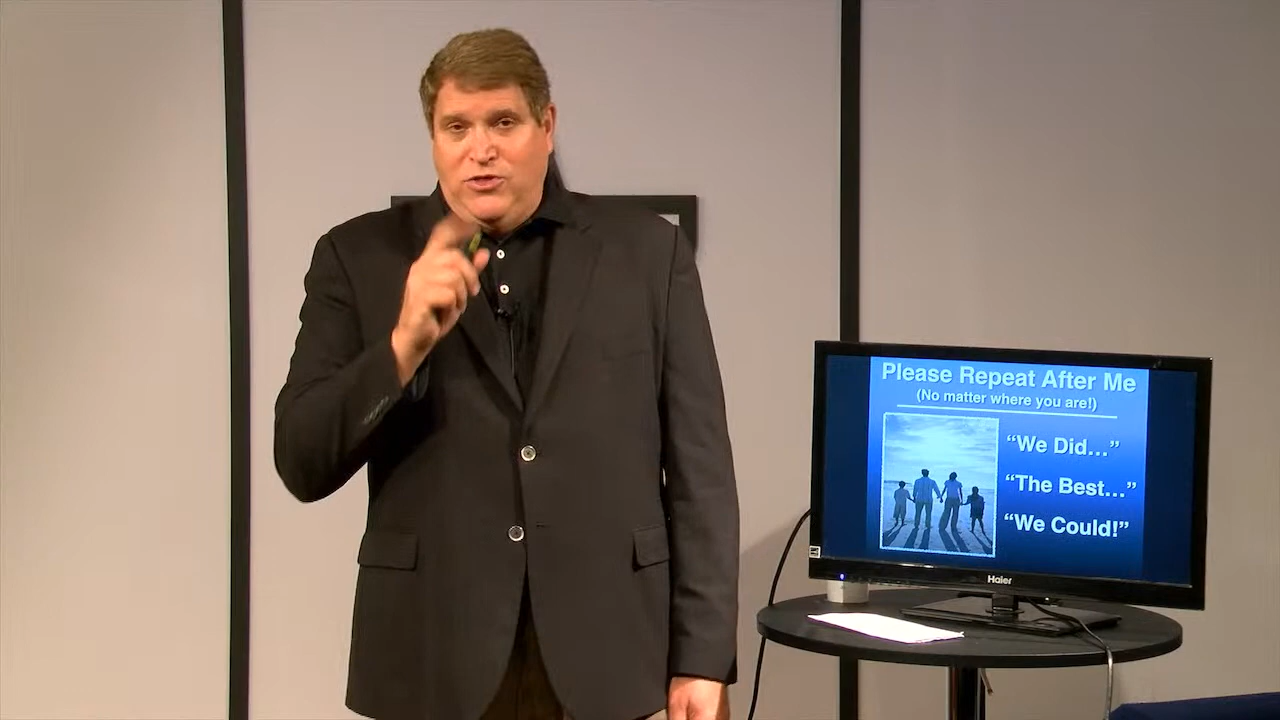 Please Repeat After Me
(No matter where you are!)
“We Did...”
“The Best...”
“We Could!”
Haier